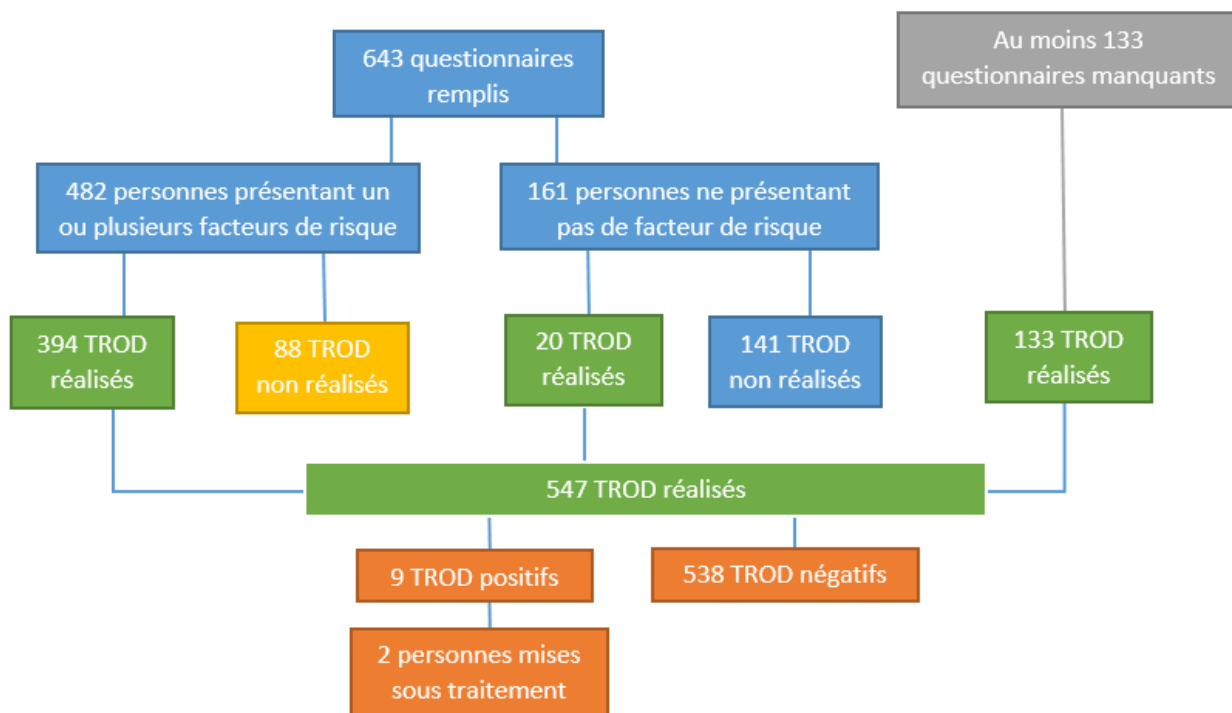 643 questionnaires
remplis
Au moins 133
questionnaires manquants
482 personnes présentant un
ou plusieurs facteurs de risque
161 personnes ne présentant
pas de facteur de risque
394 TROD
réalisés
88 TROD
non réalisés
20 TROD
réalisés
141 TROD
non réalisés
133 TROD
réalisés
547 TROD réalisés
9 TROD positifs
538 TROD négatifs
2 personnes mises
sous traitement